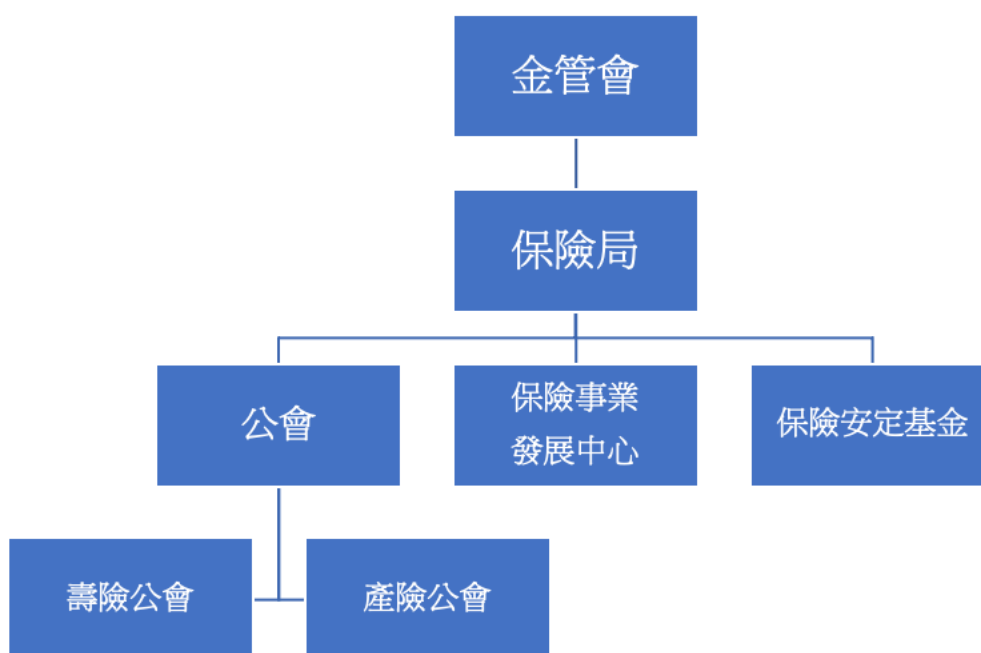 金管會
保險局
公會
保險事業
發展中心
保險安定基金
壽險公會
產險公會